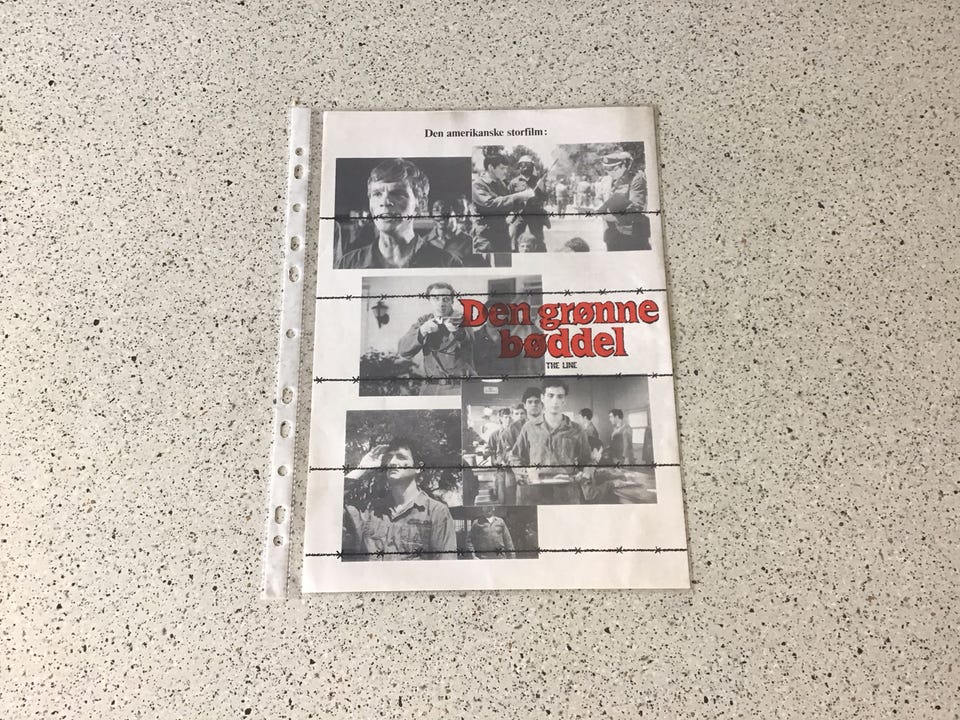 Den amerikanske storfilm:
Den grønne
bøddel
THE LINE